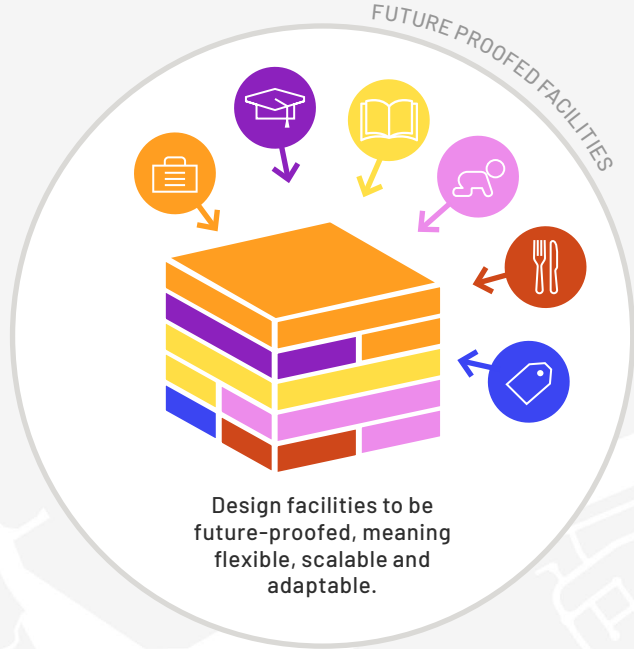 FUTURE PROOFED FACILITIES
Design facilities to be
future-proofed, meaning
flexible, scalable and
adaptable.